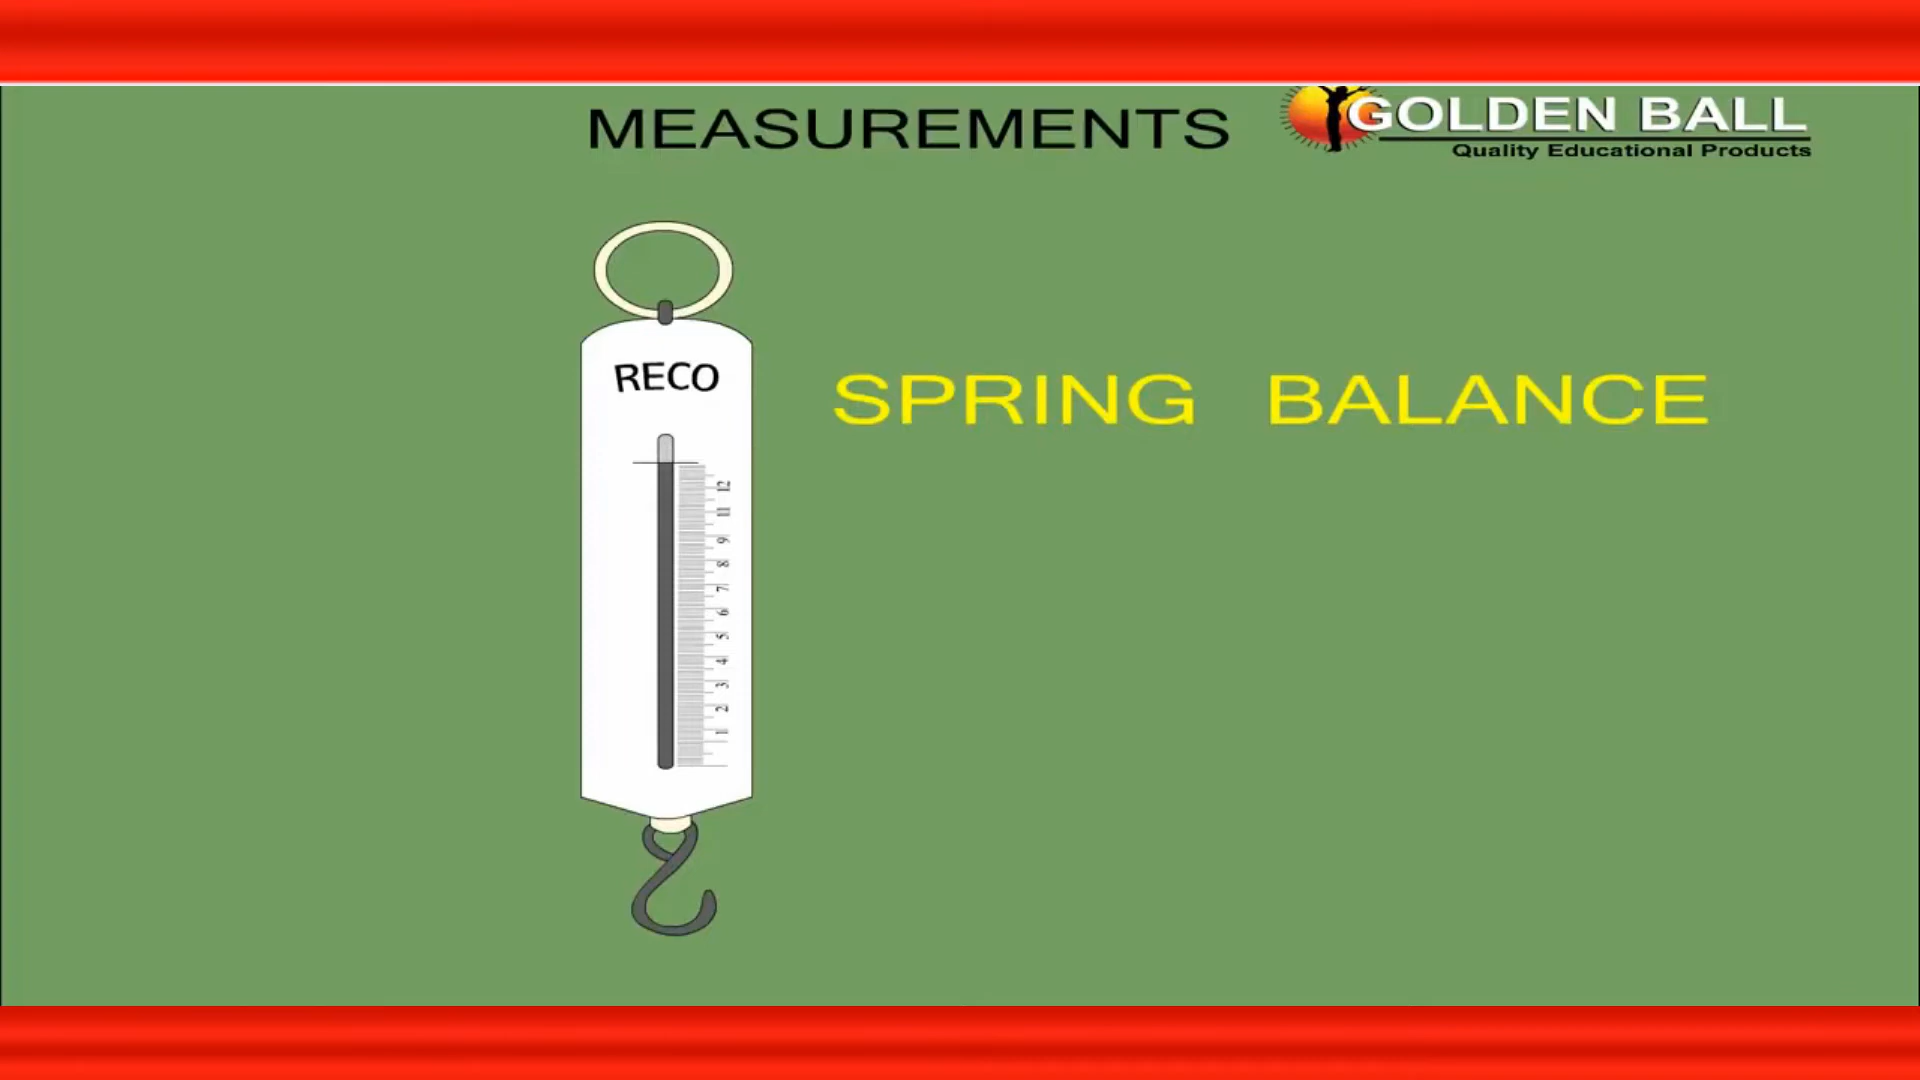 MEASUREMENTS
GOLDEN BALL
Quality Educational Products
RECO
SPRING BALANCE
12
11
9
8
7
6
5
4
3
2
1